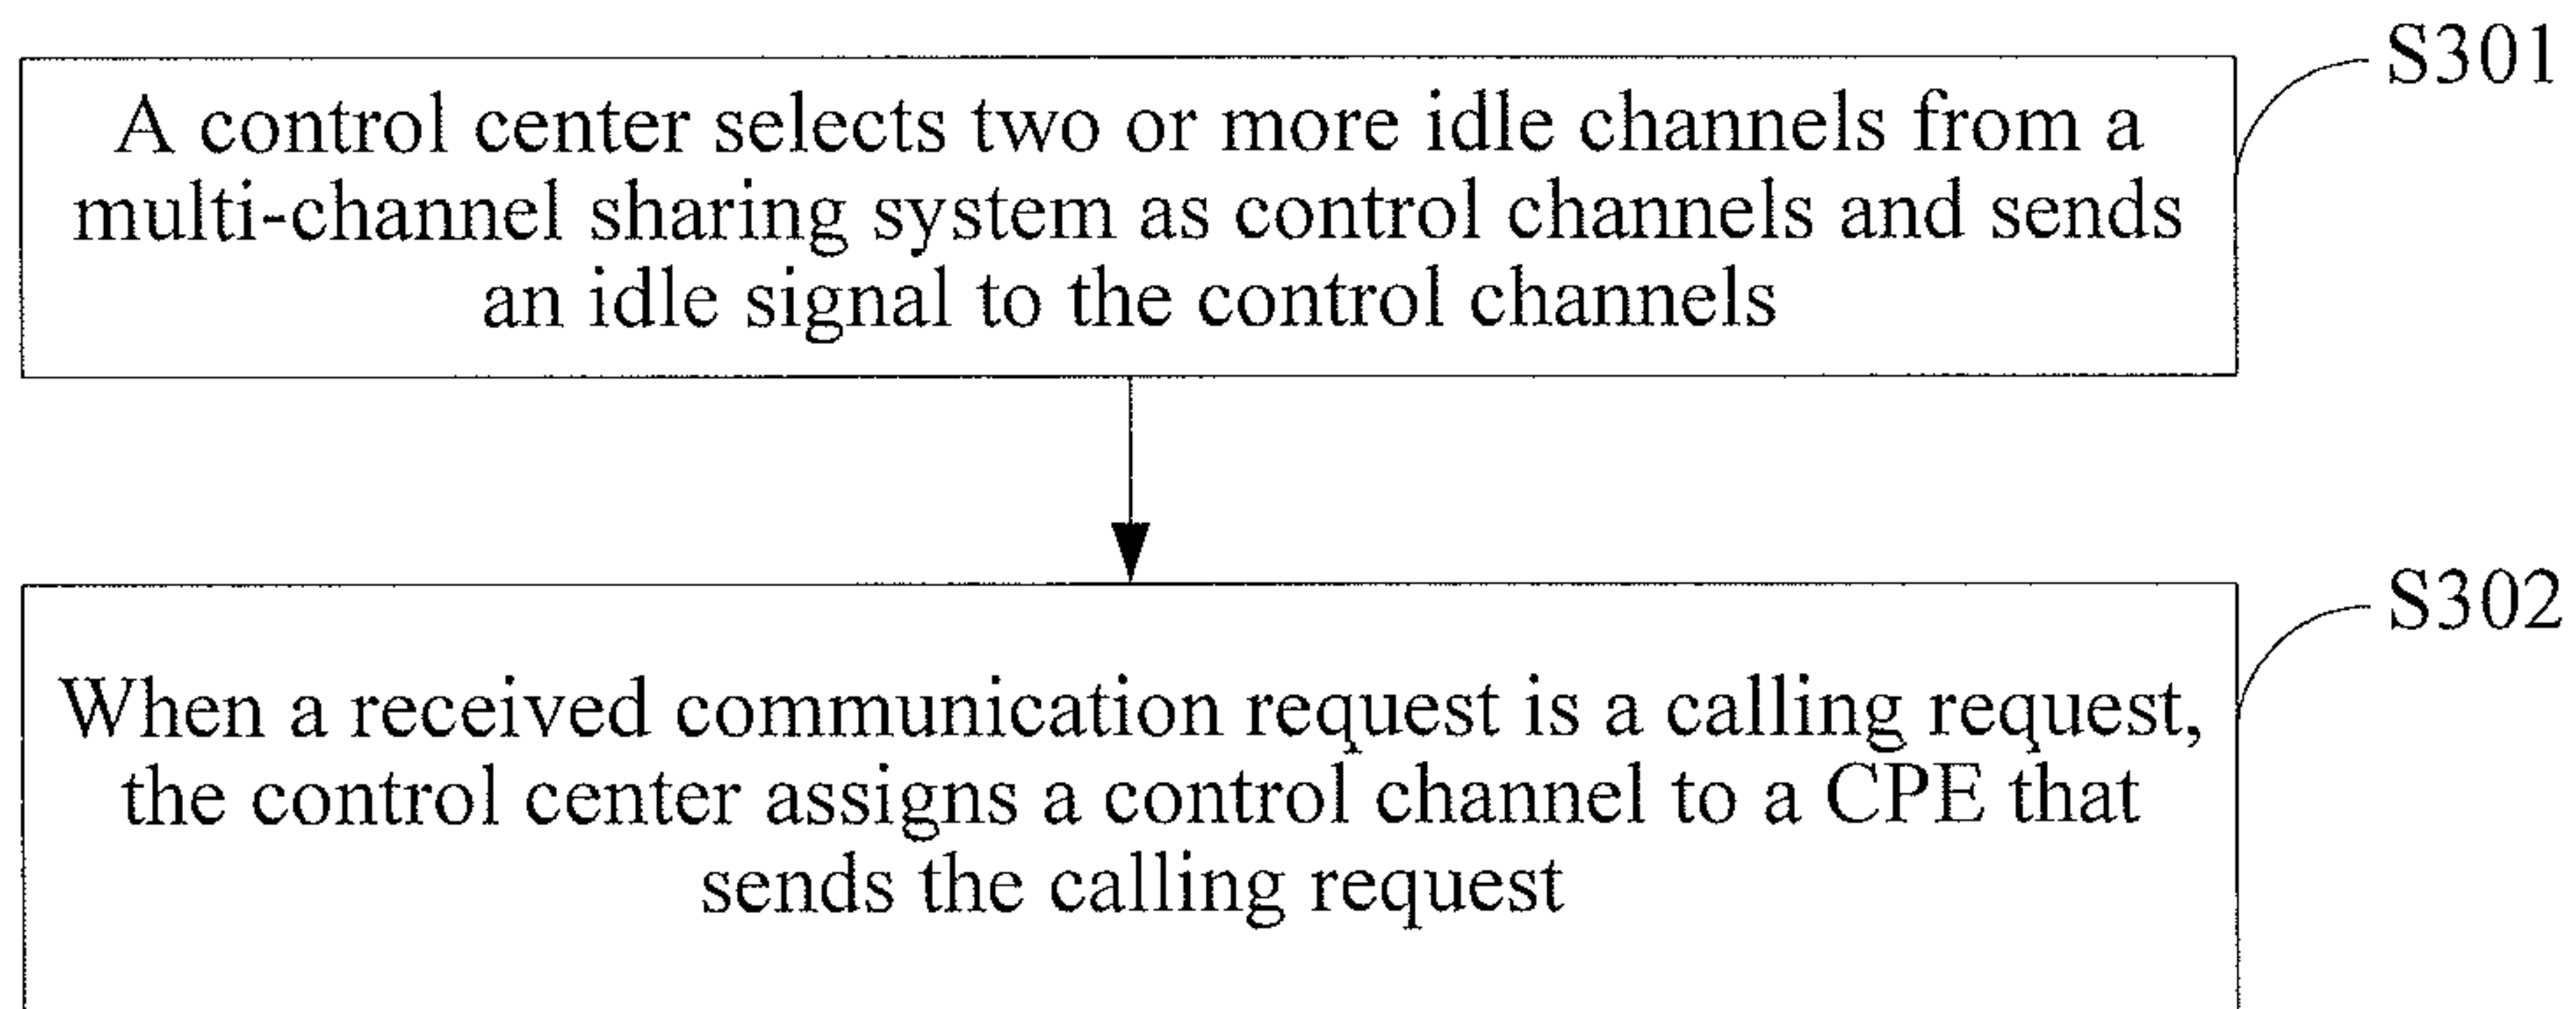 S301
A control center selects two or more idle channels from a
multi-channel sharing system as control channels and sends
an idle signal to the control channels
S302
When a received communication request is a calling request,
the control center assigns a control channel to a CPE that
sends the calling request